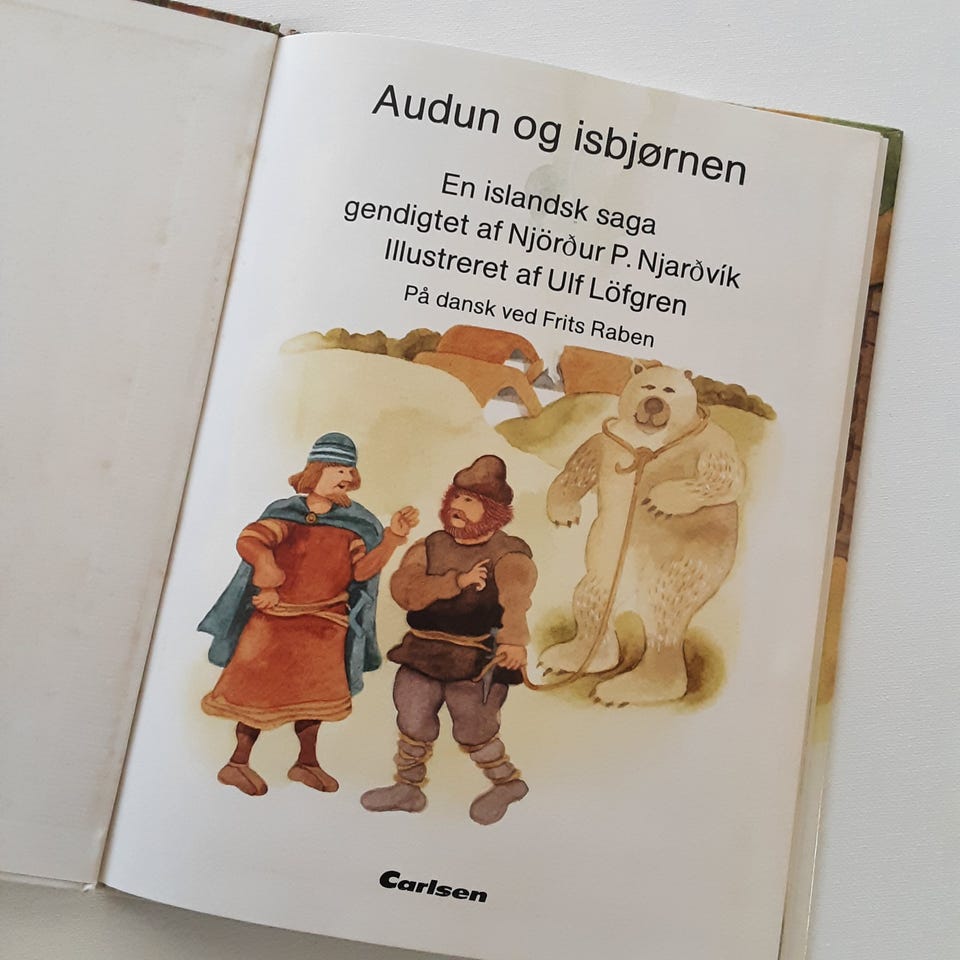 Audun og isbjørnen
En islandsk saga
gendigtet af Njörður P. Njarðvík
Illustreret af Ulf Löfgren
På dansk ved Frits Raben
Carlsen